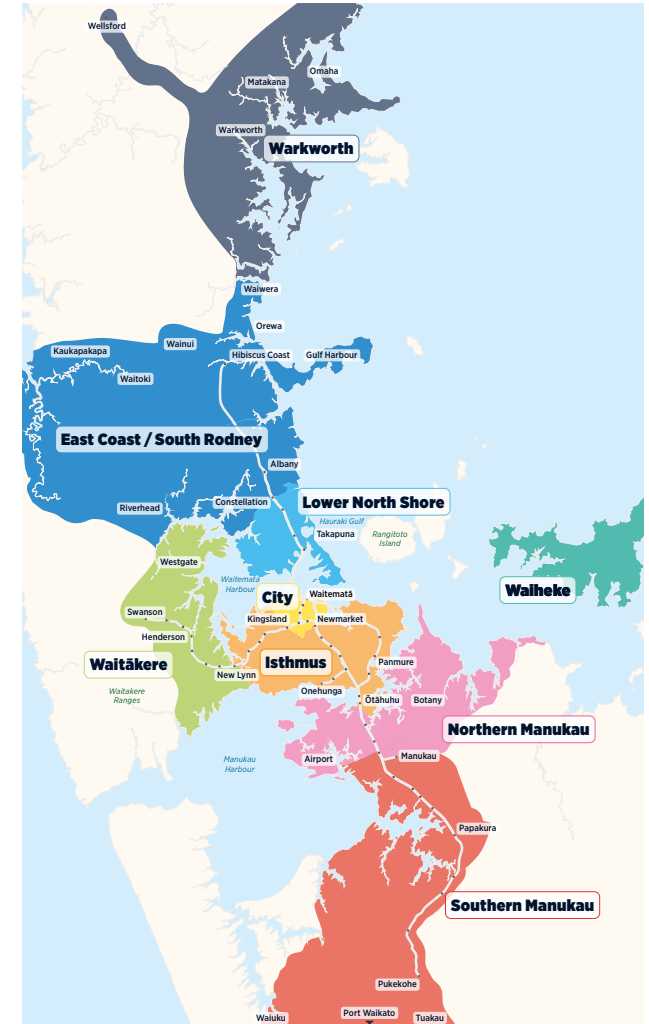 Wellsford
Omaha
Matakana
Warkworth
Warkworth
Waiwera
Orewa
Wainui
Kaukapakapa
Hibiscus Coast
Gulf Harbour
Waitoki
East Coast / South Rodney
Albany
Constellation
Lower North Shore
Riverhead
Hauraki Gulf
Takapuna
Rangitoto
Island
Westgate
Waitemata
Harbour
Waiheke
City
Waitematā
Swanson
Kingsland
Newmarket
Henderson
Waitākere
Isthmus
Panmure
New Lynn
Waitakere
Ranges
Onehunga
Ōtāhuhu
Botany
Northern Manukau
Airport
Manukau
Manukau
Harbour
Papakura
Southern Manukau
Pukekohe
Port Waikato
Waiuku
Tuakau